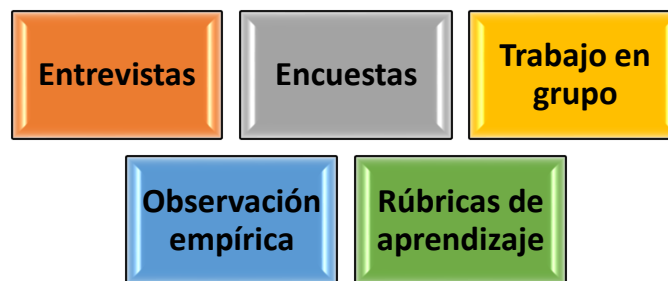 Entrevistas
Encuestas
Trabajo en
grupo
Observación
empírica
Rúbricas de
aprendizaje